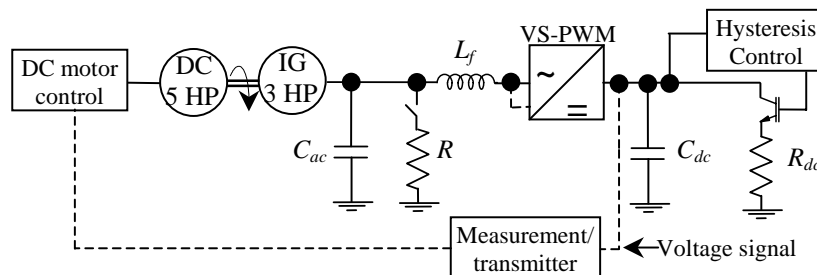 DC motor
control
DC
5 HP
IG
3 HP
C_ac
R
L_f
VS-PWM
~
=
C_dc
Hysteresis
Control
R_dc
Measurement/
transmitter
Voltage signal